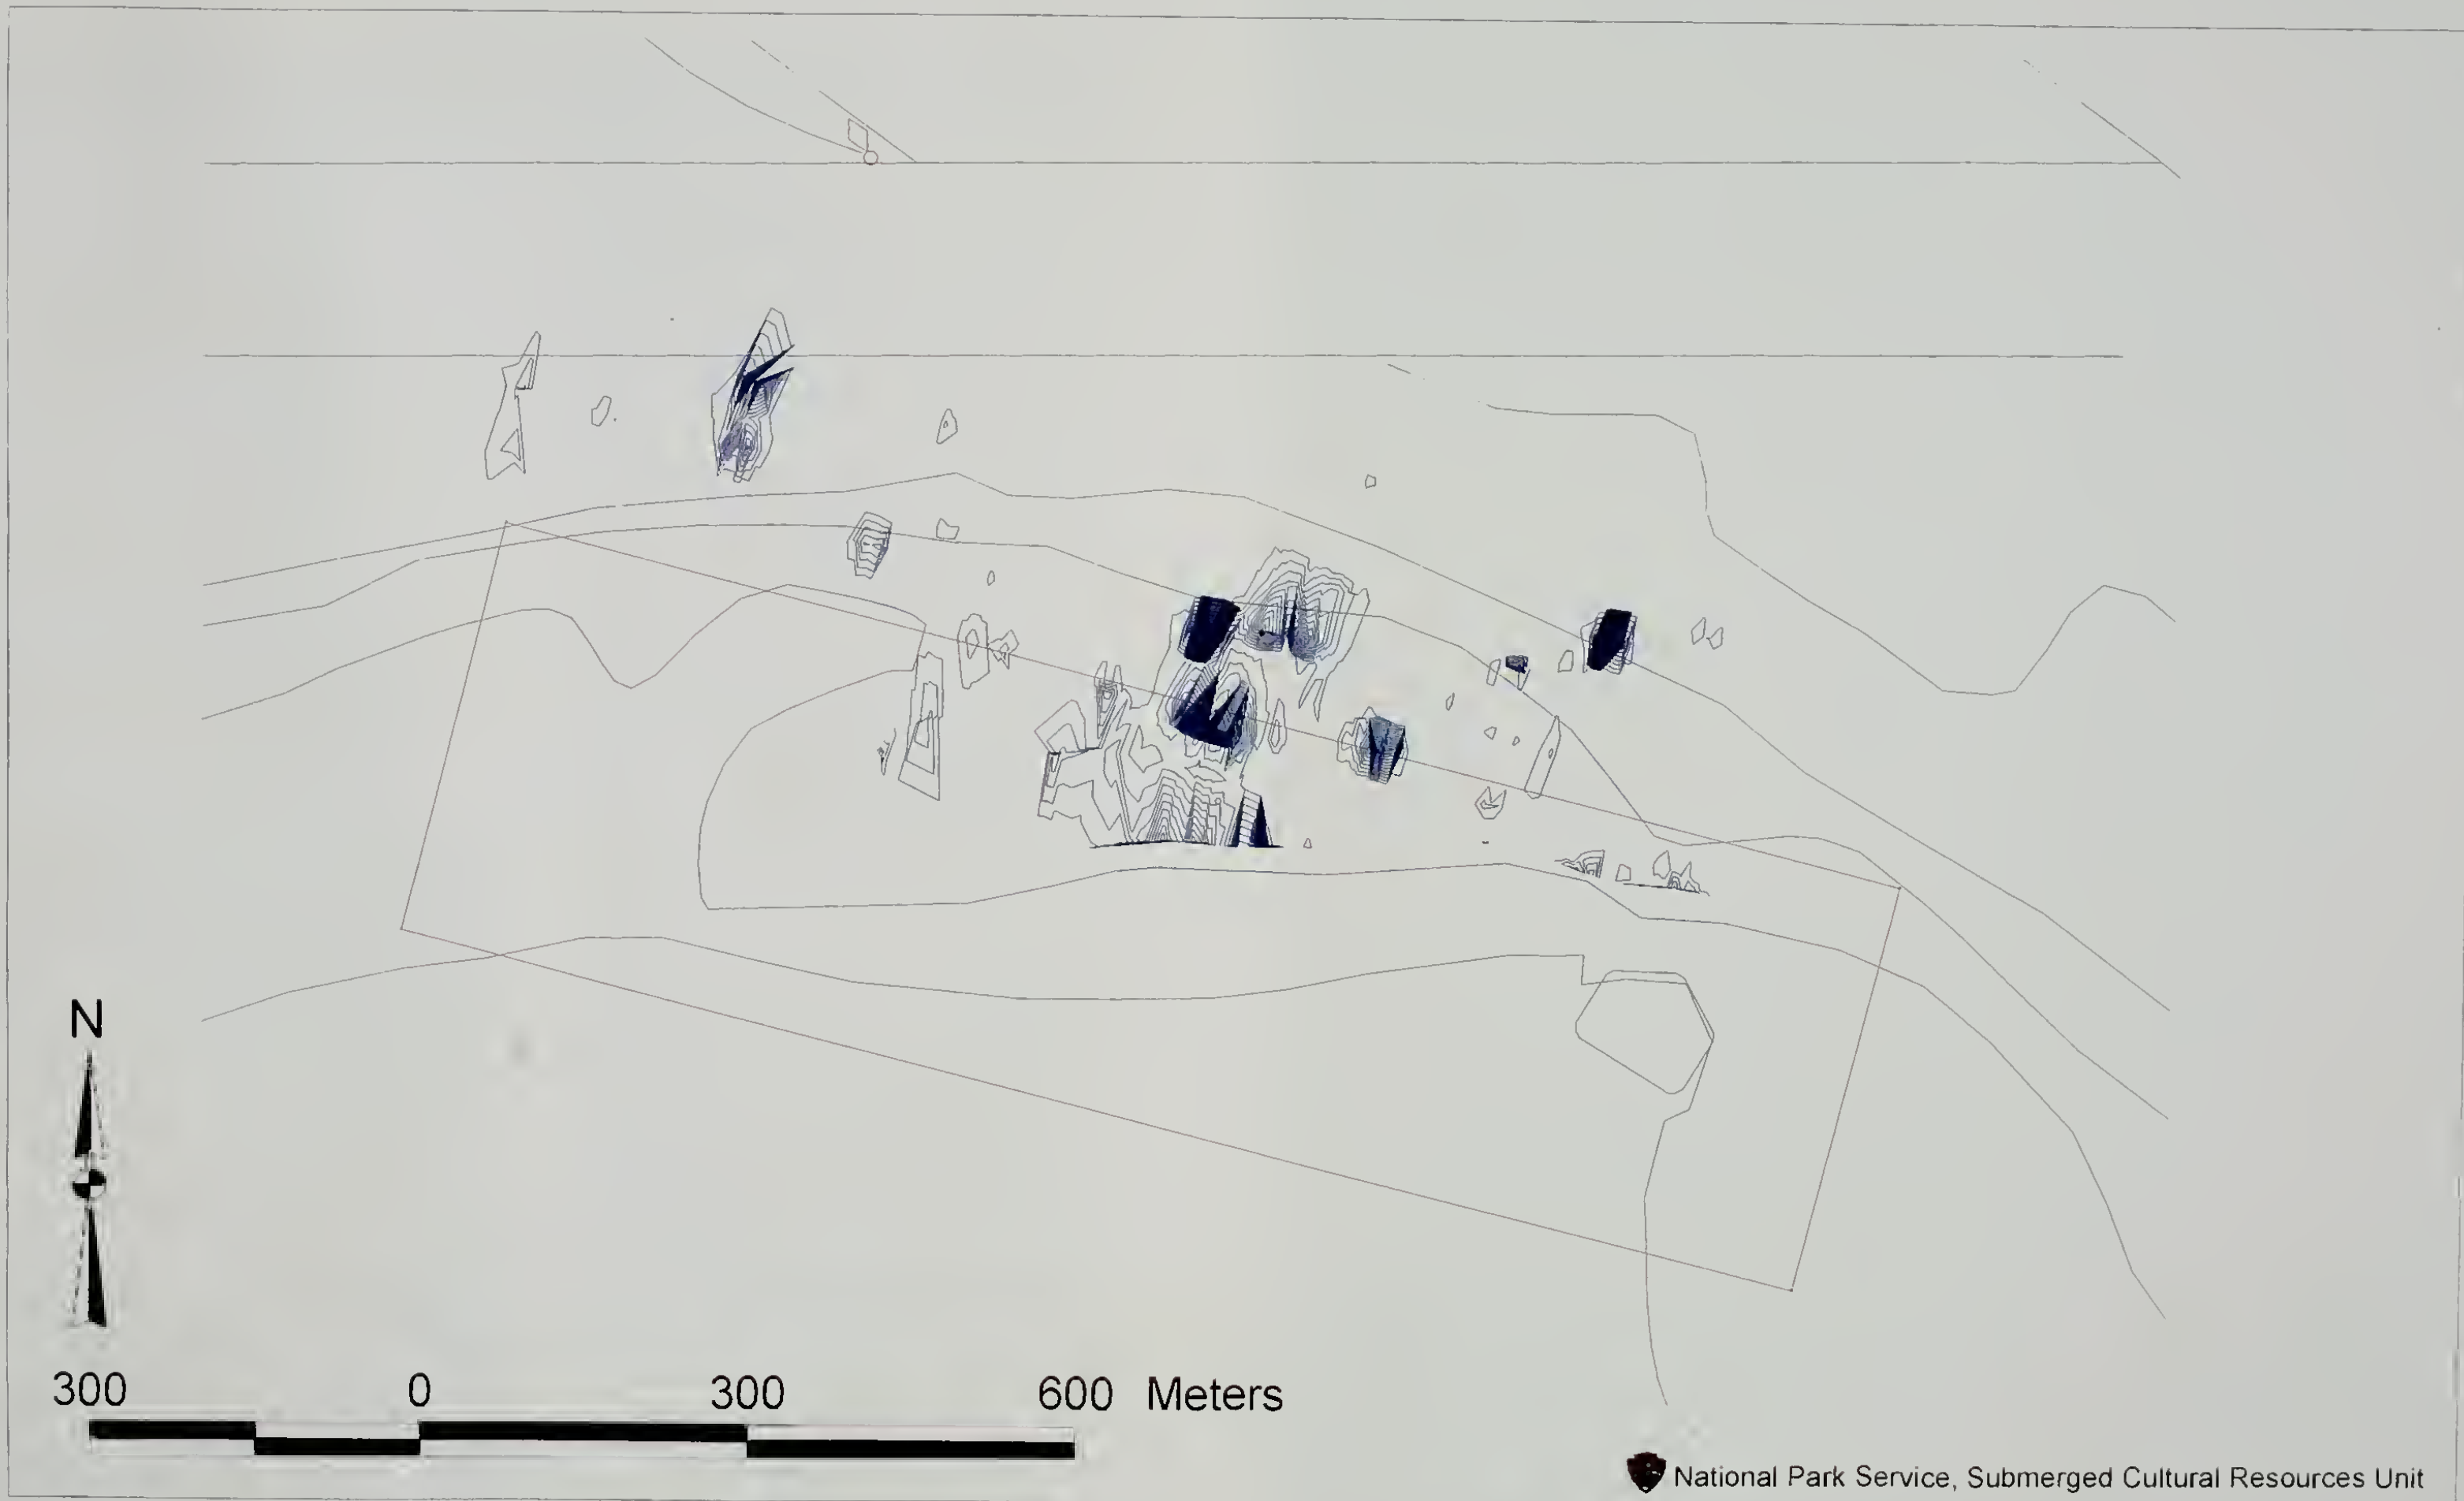 N
300 0 300 600 Meters
National Park Service, Submerged Cultural Resources Unit